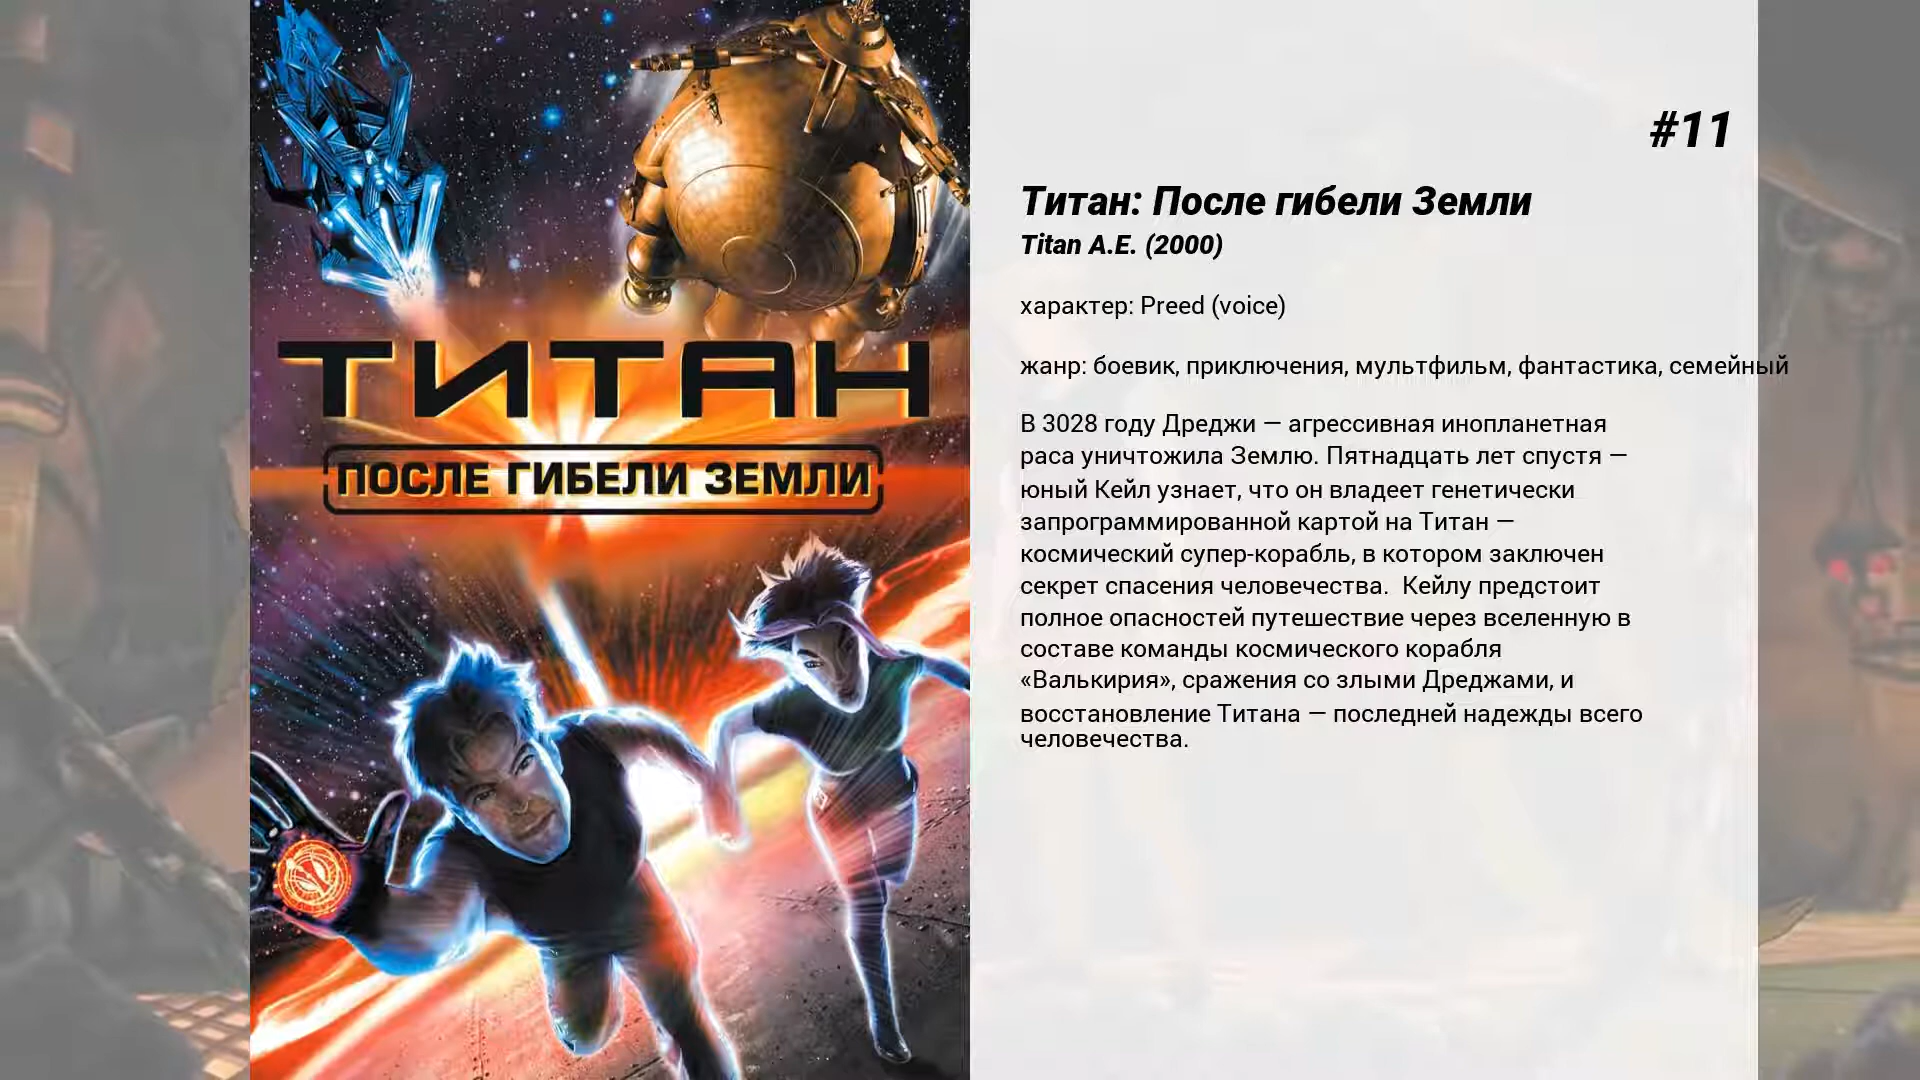 ТИТАН
ПОСЛЕ ГИБЕЛИ ЗЕМЛИ
#11
Титан: После гибели Земли
Titan A.E. (2000)
характер: Preed (voice)
жанр: боевик, приключения, мультфильм, фантастика, семейный
В 3028 году Дреджи — агрессивная инопланетная
раса уничтожила Землю. Пятнадцать лет спустя —
юный Кейл узнает, что он владеет генетически
запрограммированной картой на Титан —
космический супер-корабль, в котором заключен
секрет спасения человечества.  Кейлу предстоит
полное опасностей путешествие через вселенную в
составе команды космического корабля
«Валькирия», сражения со злыми Дреджами, и
восстановление Титана — последней надежды всего
человечества.